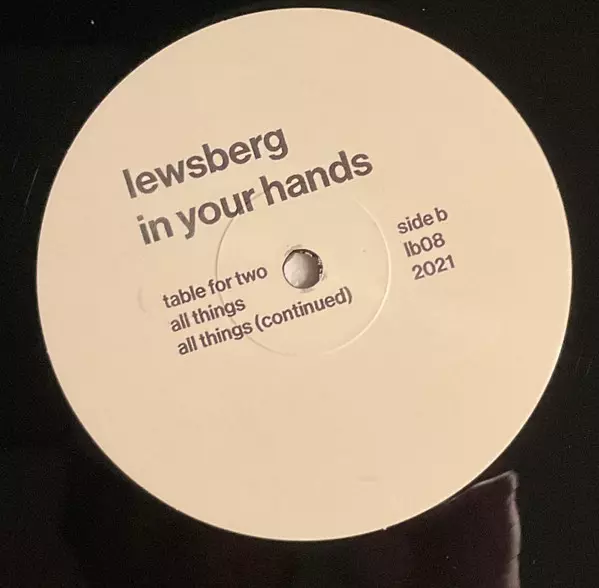 lewsberg
in your hands
side b
lb08
2021
table for two
all things
all things (continued)